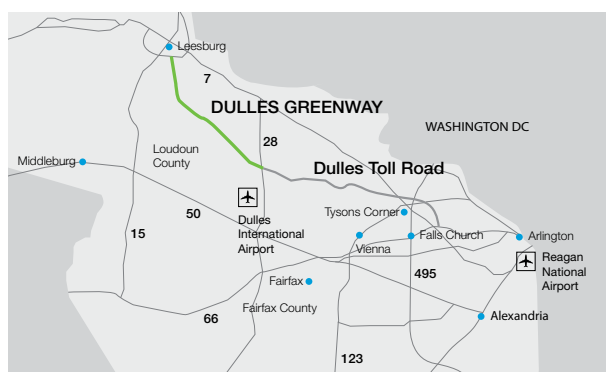 Leesburg
7
DULLES GREENWAY
WASHINGTON DC
28
Loudoun
County
Middleburg
Dulles Toll Road
50
Tysons Corner
Dulles
International
Airport
15
Vienna
Falls Church
Arlington
Reagan
National
Airport
495
Fairfax
Fairfax County
66
Alexandria
123